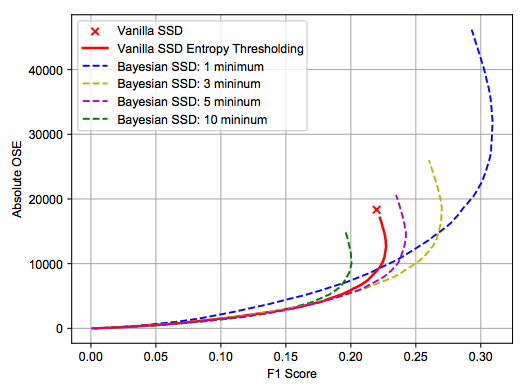 Vanilla SSD
Vanilla SSD Entropy Thresholding
Bayesian SSD: 1 minimum
Bayesian SSD: 3 mininum
Bayesian SSD: 5 mininum
Bayesian SSD: 10 mininum
Absolute OSE
40000
30000
20000
10000
0
0.00 0.05 0.10 0.15 0.20 0.25 0.30
F1 Score